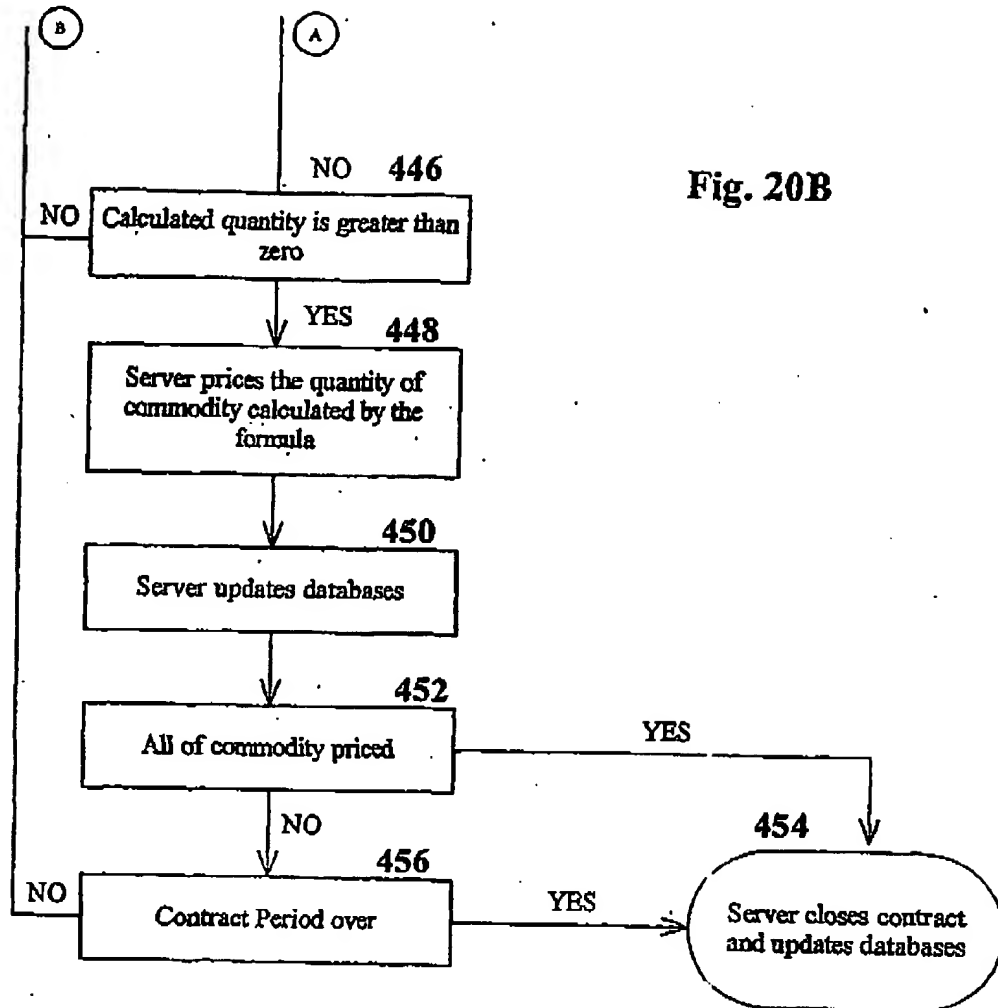 B
A
NO 446
Fig. 20B
NO
Calculated quantity is greater than
zero
YES
448
Server prices the quantity of
commodity calculated by the
formula
450
Server updates databases
452
All of commodity priced
YES
NO
454
456
NO
Contract Period over
YES
Server closes contract
and updates databases